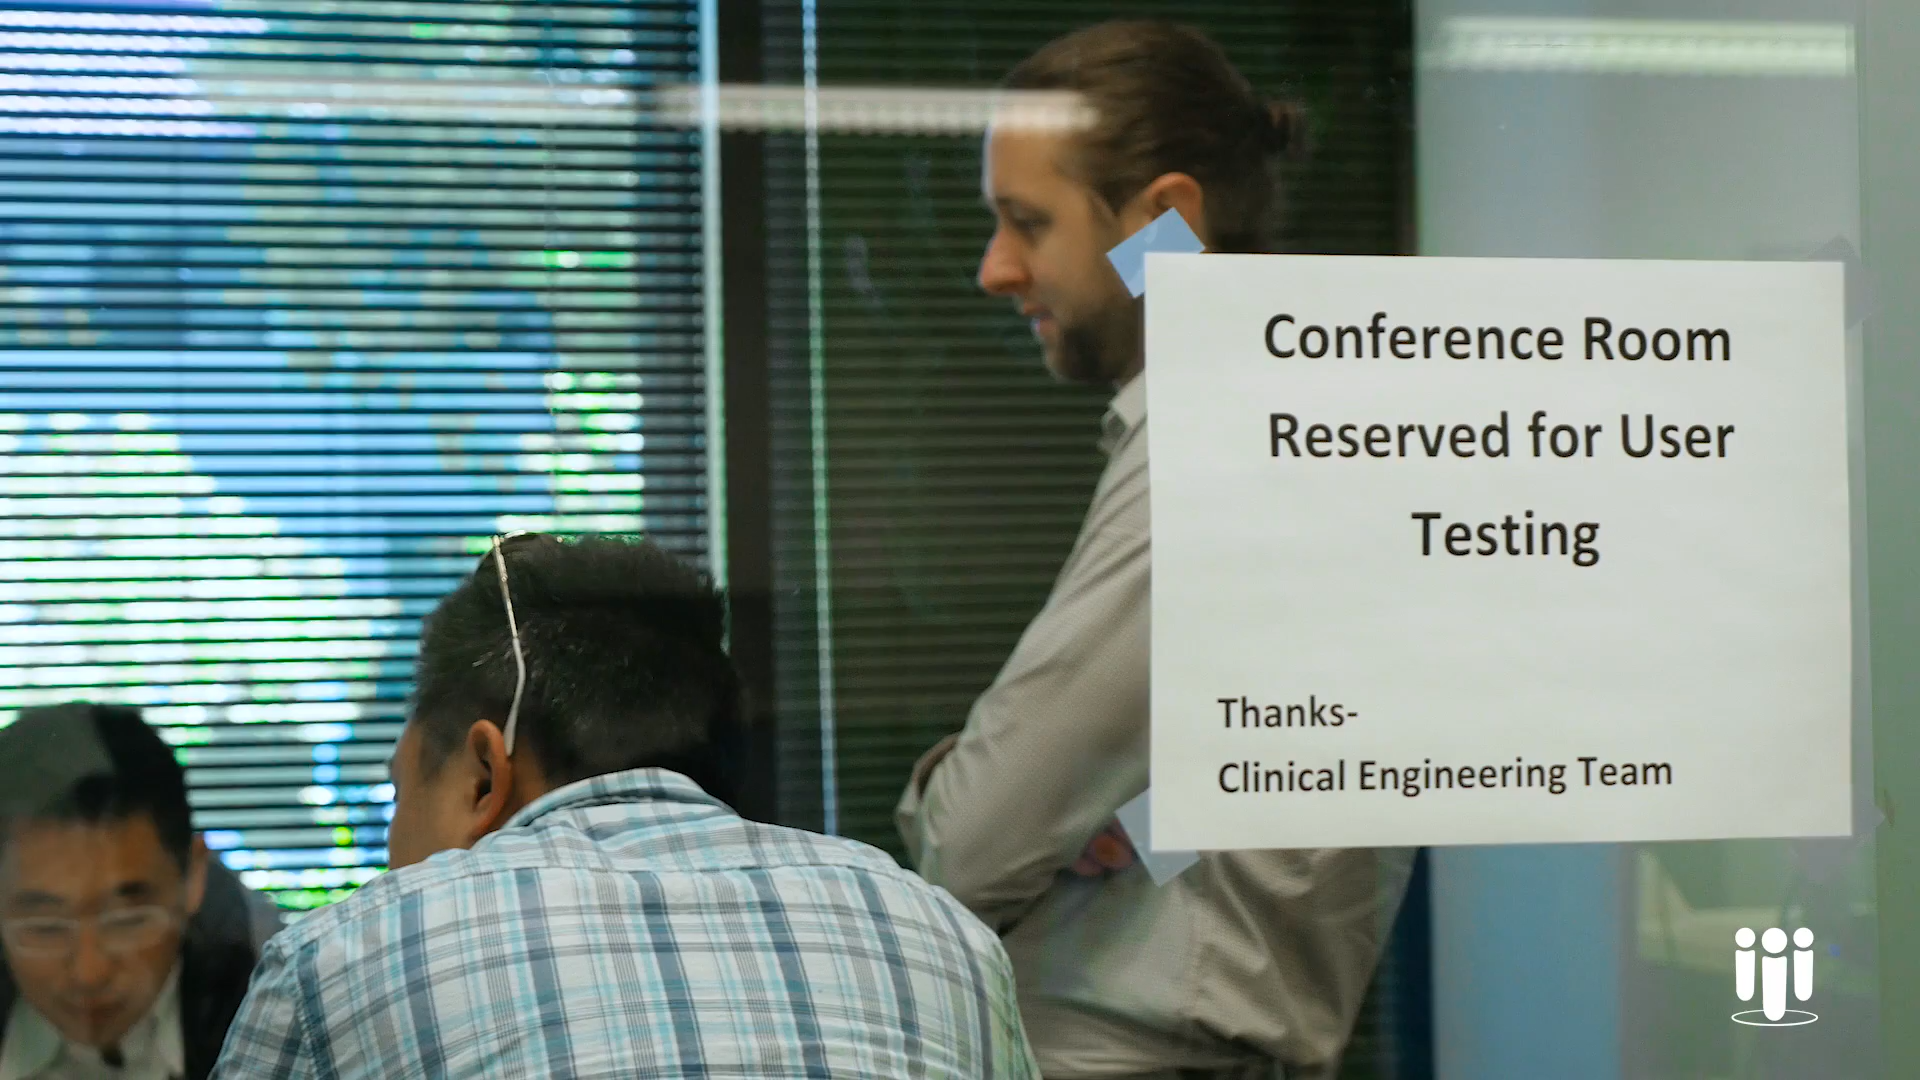 Conference Room
Reserved for User
Testing
Thanks-
Clinical Engineering Team